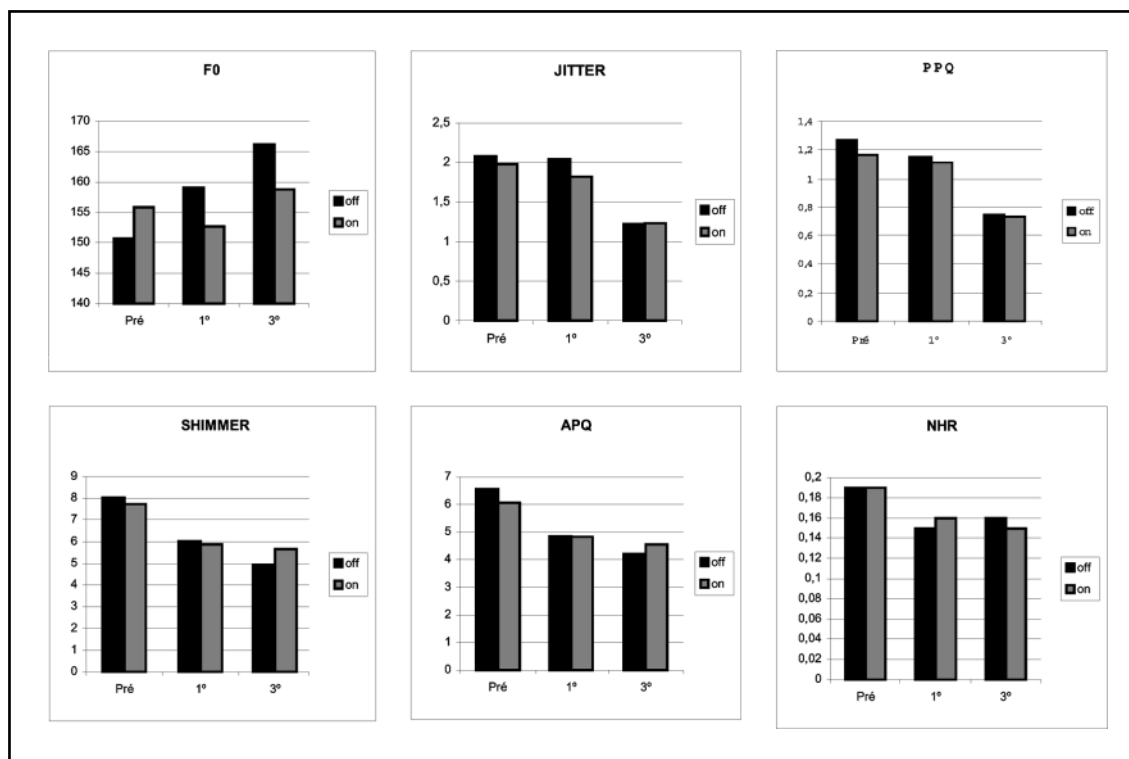 F0
170
165
160
155
150
145
140
Pré 1º 3º
off
on
JITTER
2,5
2
1,5
1
0,5
0
Pré 1º 3º
off
on
PPQ
1,4
1,2
1
0,8
0,6
0,4
0,2
0
Pré 1º 3º
off
on
SHIMMER
9
8
7
6
5
4
3
2
1
0
Pré 1º 3º
off
on
APQ
7
6
5
4
3
2
1
0
Pré 1º 3º
off
on
NHR
0,2
0,18
0,16
0,14
0,12
0,1
0,08
0,06
0,04
0,02
0
Pré 1º 3º
off
on